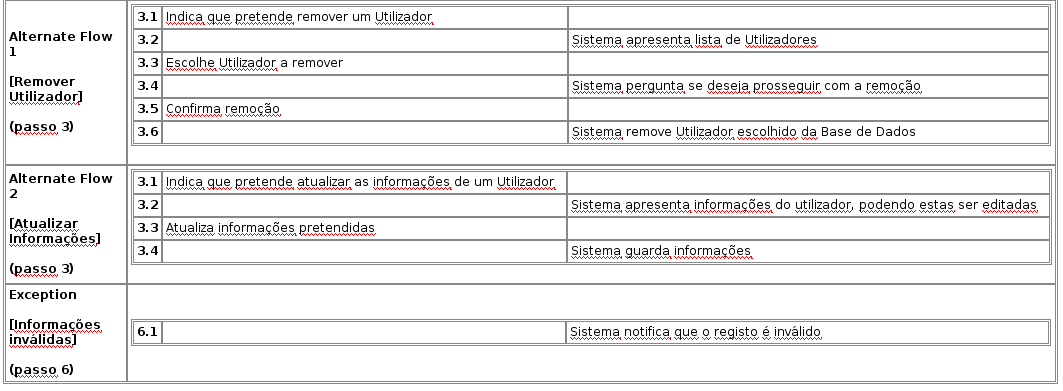 Alternate Flow
1
[Remover
Utilizador]
(passo 3)
3.1 Indica que pretende remover um Utilizador
3.2 Sistema apresenta lista de Utilizadores
3.3 Escolhe Utilizador a remover
3.4 Sistema pergunta se deseja prosseguir com a remoção
3.5 Confirma remoção
3.6 Sistema remove Utilizador escolhido da Base de Dados
Alternate Flow
2
[Atualizar
Informações]
(passo 3)
3.1 Indica que pretende atualizar as informações de um Utilizador
3.2 Sistema apresenta informações do utilizador, podendo estas ser editadas
3.3 Atualiza informações pretendidas
3.4 Sistema guarda informações
Exception
[Informações
inválidas]
(passo 6)
6.1 Sistema notifica que o registo é inválido